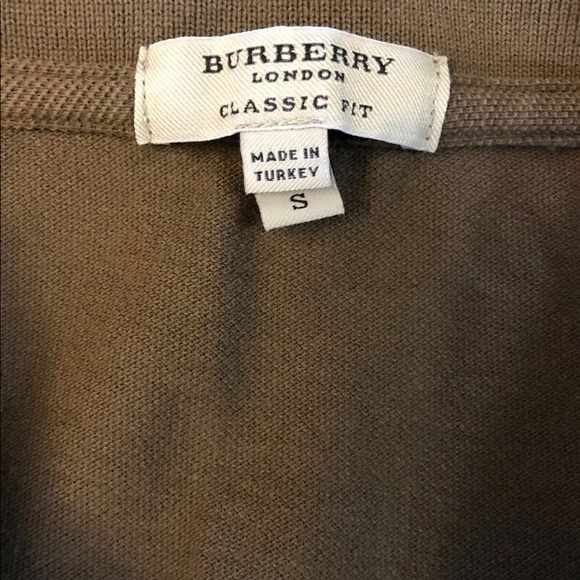 BURBERRY
LONDON
CLASSIC FIT
MADE IN
TURKEY
S